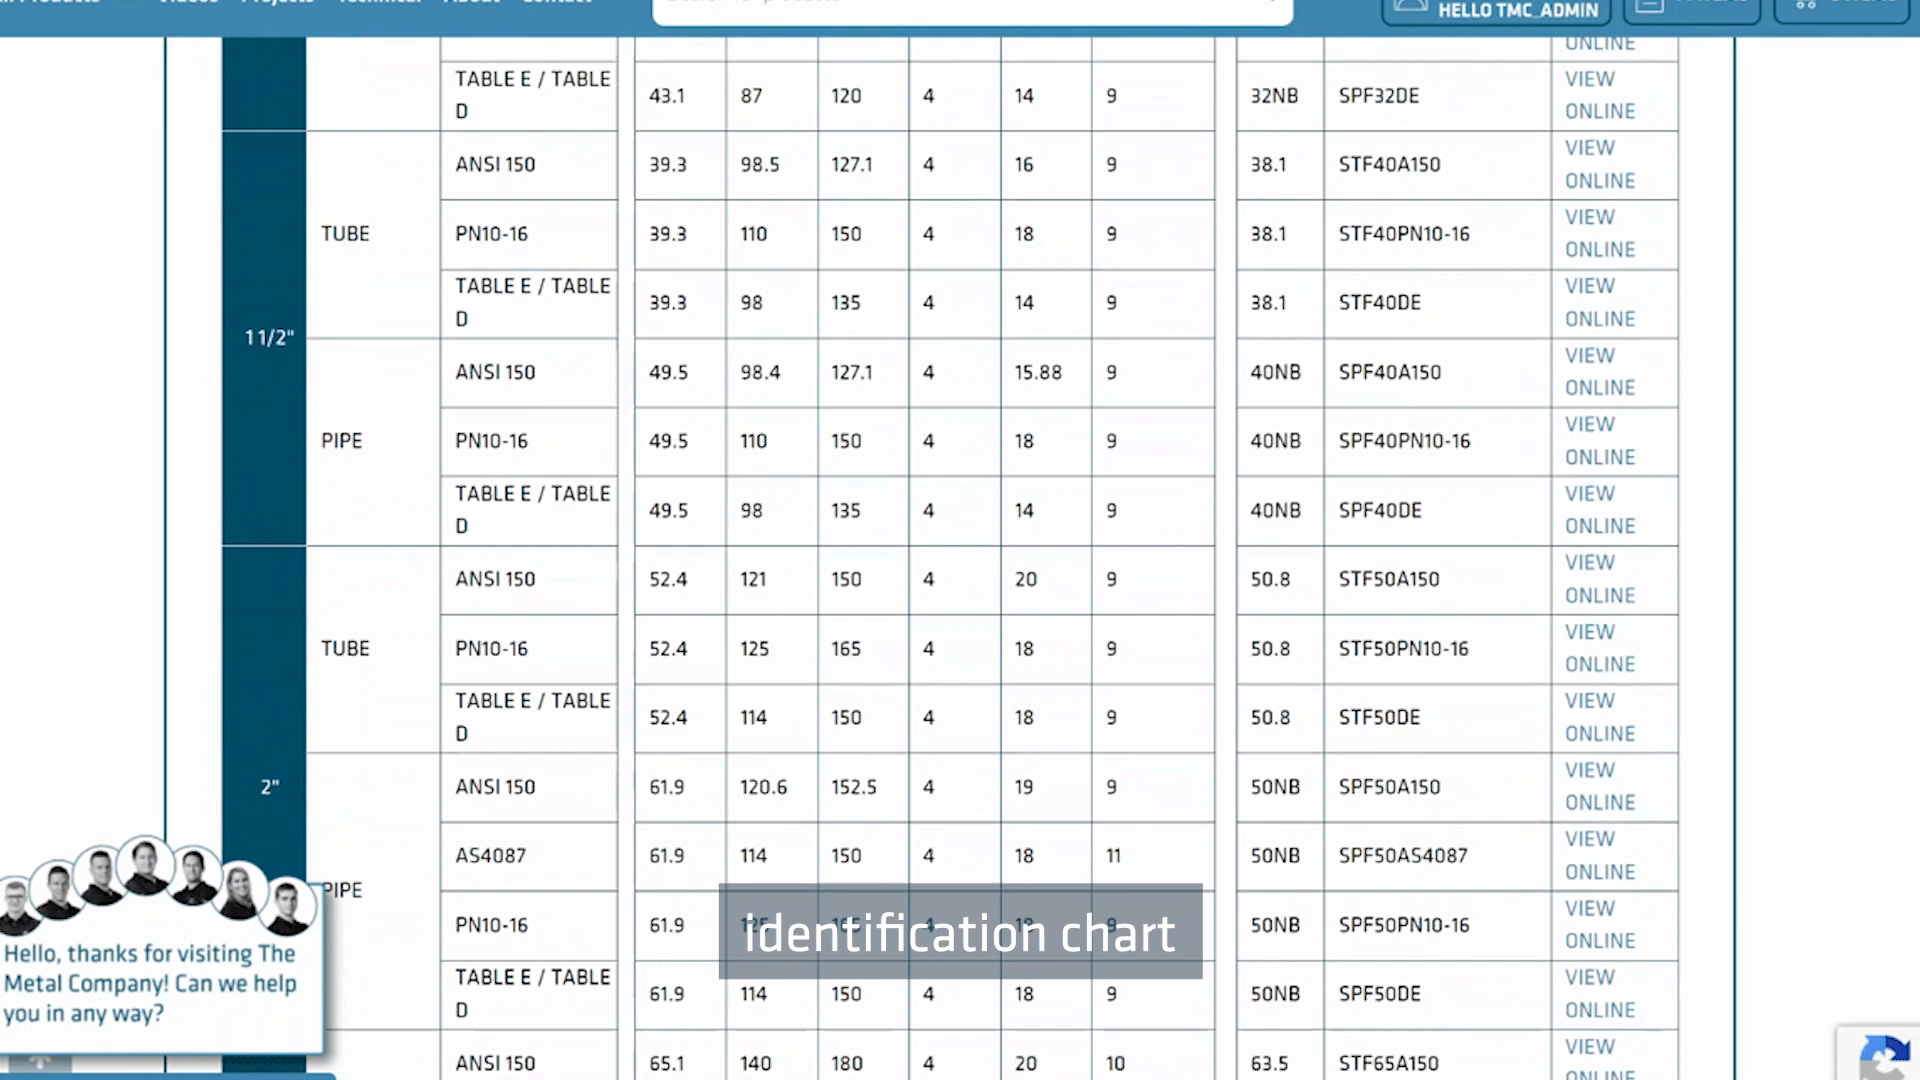 Videos Projects Technical About Contact
HELLO TMC_ADMIN
ONLINE
TABLE E / TABLE D 43.1 87 120 4 14 9 32NB SPF32DE VIEW ONLINE
1 1/2"
TUBE
ANSI 150 39.3 98.5 127.1 4 16 9 38.1 STF40A150 VIEW ONLINE
PN10-16 39.3 110 150 4 18 9 38.1 STF40PN10-16 VIEW ONLINE
TABLE E / TABLE D 39.3 98 135 4 14 9 38.1 STF40DE VIEW ONLINE
PIPE
ANSI 150 49.5 98.4 127.1 4 15.88 9 40NB SPF40A150 VIEW ONLINE
PN10-16 49.5 110 150 4 18 9 40NB SPF40PN10-16 VIEW ONLINE
TABLE E / TABLE D 49.5 98 135 4 14 9 40NB SPF40DE VIEW ONLINE
2"
TUBE
ANSI 150 52.4 121 150 4 20 9 50.8 STF50A150 VIEW ONLINE
PN10-16 52.4 125 165 4 18 9 50.8 STF50PN10-16 VIEW ONLINE
TABLE E / TABLE D 52.4 114 150 4 18 9 50.8 STF50DE VIEW ONLINE
PIPE
ANSI 150 61.9 120.6 152.5 4 19 9 50NB SPF50A150 VIEW ONLINE
AS4087 61.9 114 150 4 18 11 50NB SPF50AS4087 VIEW ONLINE
PN10-16 61.9 125 165 4 18 9 50NB SPF50PN10-16 VIEW ONLINE
TABLE E / TABLE D 61.9 114 150 4 18 9 50NB SPF50DE VIEW ONLINE
ANSI 150 65.1 140 180 4 20 10 63.5 STF65A150 VIEW ONLINE
identification chart
Hello, thanks for visiting The
Metal Company! Can we help
you in any way?